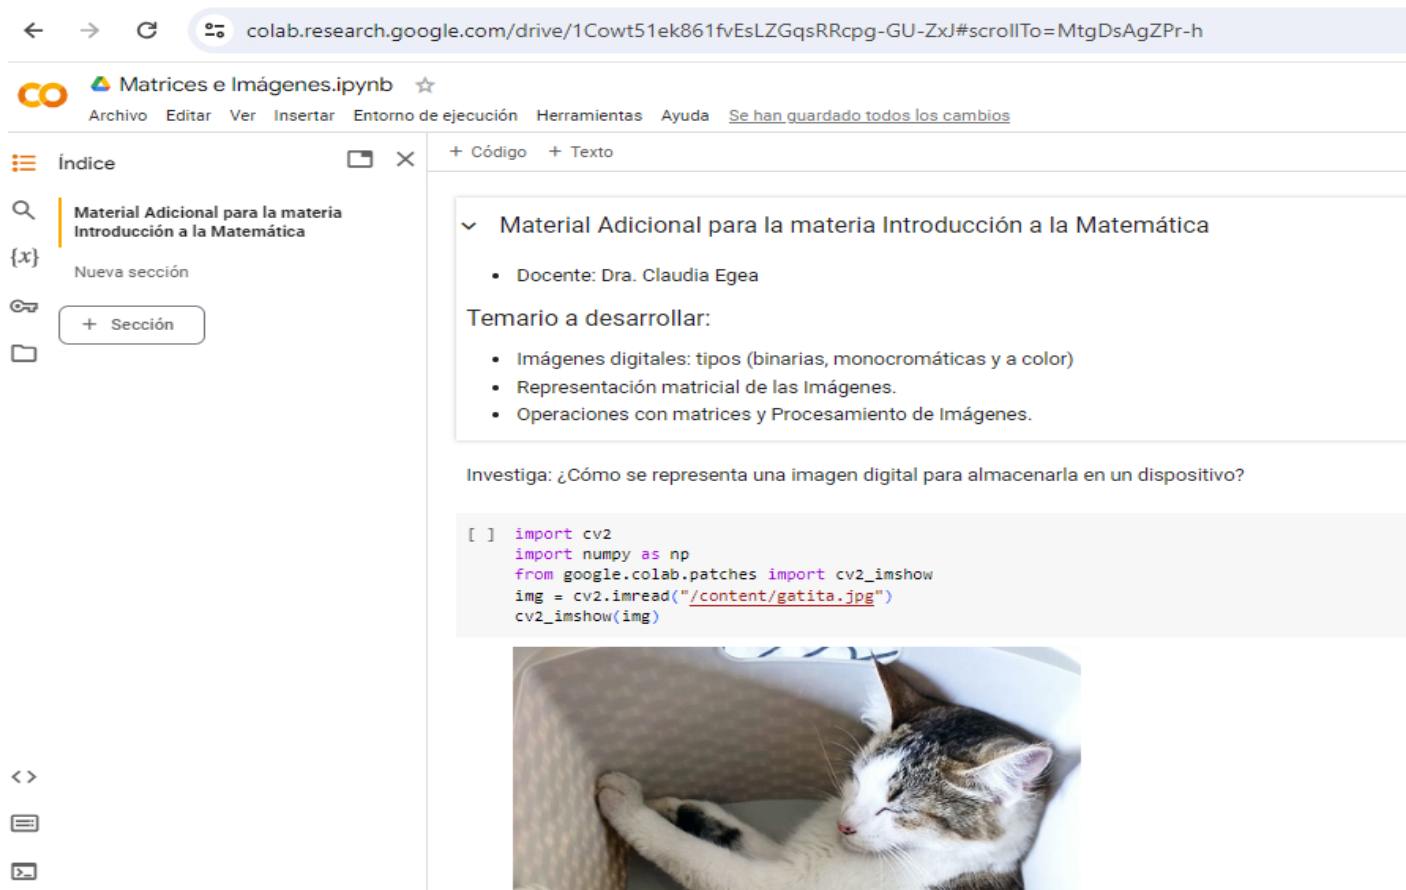 colab.research.google.com/drive/1Cowt51ek861fvEsLZGqsRRcpg-GU-ZxJ#scrollTo=MtgDsAgZPr-h
Matrices e Imágenes.ipynb
Archivo Editar Ver Insertar Entorno de ejecución Herramientas Ayuda Se han guardado todos los cambios
Índice
+ Código + Texto
Material Adicional para la materia
Introducción a la Matemática
Nueva sección
+ Sección
{x}
Material Adicional para la materia Introducción a la Matemática
• Docente: Dra. Claudia Egea
Temario a desarrollar:
• Imágenes digitales: tipos (binarias, monocromáticas y a color)
• Representación matricial de las Imágenes.
• Operaciones con matrices y Procesamiento de Imágenes.
Investiga: ¿Cómo se representa una imagen digital para almacenarla en un dispositivo?
[ ] import cv2
import numpy as np
from google.colab.patches import cv2_imshow
img = cv2.imread("/content/gatita.jpg")
cv2_imshow(img)